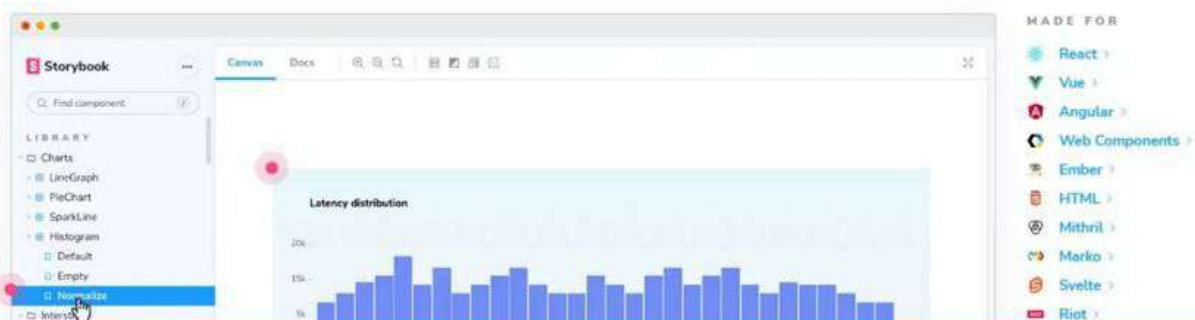 Storybook
Canvas
Docs
Find component
/
LIBRARY
Charts
LineGraph
PieChart
SparkLine
Histogram
Default
Empty
Normalize
Latency distribution
20k
15k
MADE FOR
React
Vue
Angular
Web Components
Ember
HTML
Mithril
Marko
Svelte
Riot